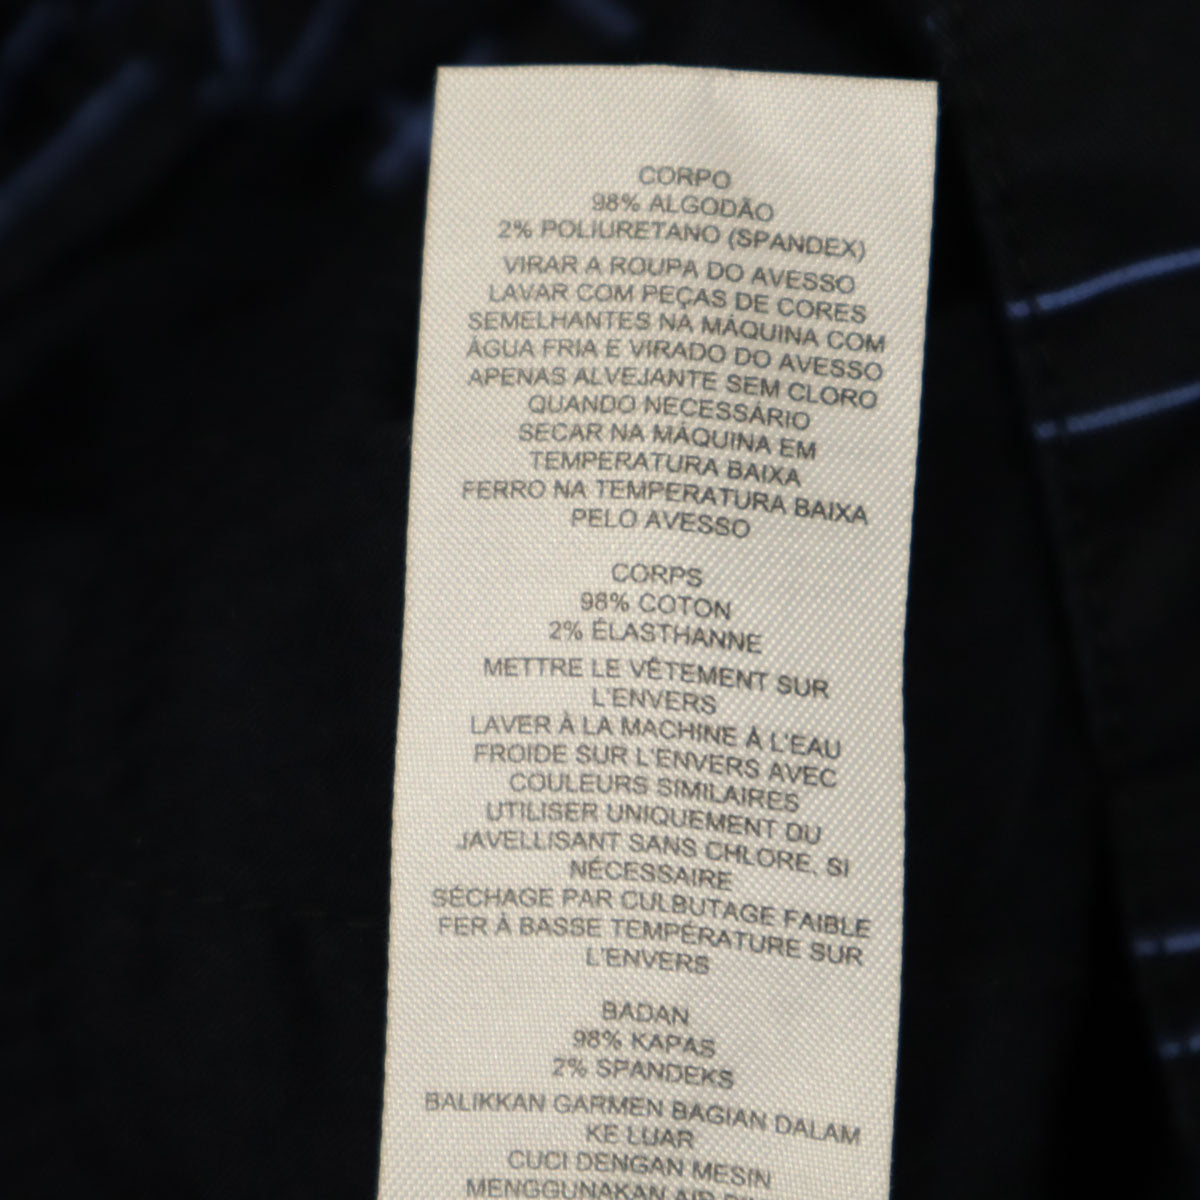 CORPO
98% ALGODÃO
2% POLIURETANO (SPANDEX)
VIRAR A ROUPA DO AVESSO
LAVAR COM PEÇAS DE CORES
SEMELHANTES NA MÁQUINA COM
ÁGUA FRIA E VIRADO DO AVESSO
APENAS ALVEJANTE SEM CLORO
QUANDO NECESSÁRIO
SECAR NA MÁQUINA EM
TEMPERATURA BAIXA
FERRO NA TEMPERATURA BAIXA
PELO AVESSO
CORPS
98% COTON
2% ÉLASTHANNE
METTRE LE VÊTEMENT SUR
L'ENVERS
LAVER À LA MACHINE À L'EAU
FROIDE SUR L'ENVERS AVEC
COULEURS SIMILAIRES
UTILISER UNIQUEMENT DU
JAVELLISANT SANS CHLORE, SI
NÉCESSAIRE
SÉCHAGE PAR CULBUTAGE FAIBLE
FER À BASSE TEMPÉRATURE SUR
L'ENVERS
BADAN
98% KAPAS
2% SPANDEKS
BALIKKAN GARMEN BAGIAN DALAM
KE LUAR
CUCI DENGAN MESIN
MENGGUNAKAN AIR